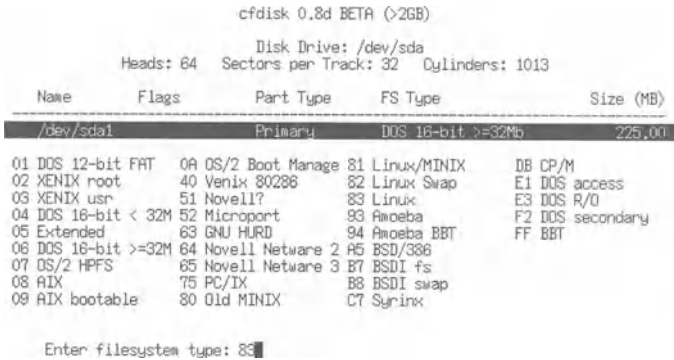 cfdisk 0.8d BETA (>2GB)
Disk Drive: /dev/sda
Heads: 64 Sectors per Track: 32 Cylinders: 1013
Name Flags Part Type FS Type Size (MB)
/dev/sda1 Primary DOS 16-bit >=32Mb 225.00
01 DOS 12-bit FAT 0A OS/2 Boot Manage 81 Linux/MINIX DB CP/M
02 XENIX root 40 Venix 80286 82 Linux Swap E1 DOS access
03 XENIX usr 51 Novell? 83 Linux E3 DOS R/O
04 DOS 16-bit < 32M 52 Microport 93 Amoeba F2 DOS secondary
05 Extended 63 GNU HURD 94 Amoeba BBT FF BBT
06 DOS 16-bit >=32M 64 Novell Netware 2 A5 BSD/386
07 OS/2 HPFS 65 Novell Netware 3 B7 BSDI fs
08 AIX 75 PC/IX B8 BSDI swap
09 AIX bootable 80 Old MINIX C7 Syrinx
Enter filesystem type: 83